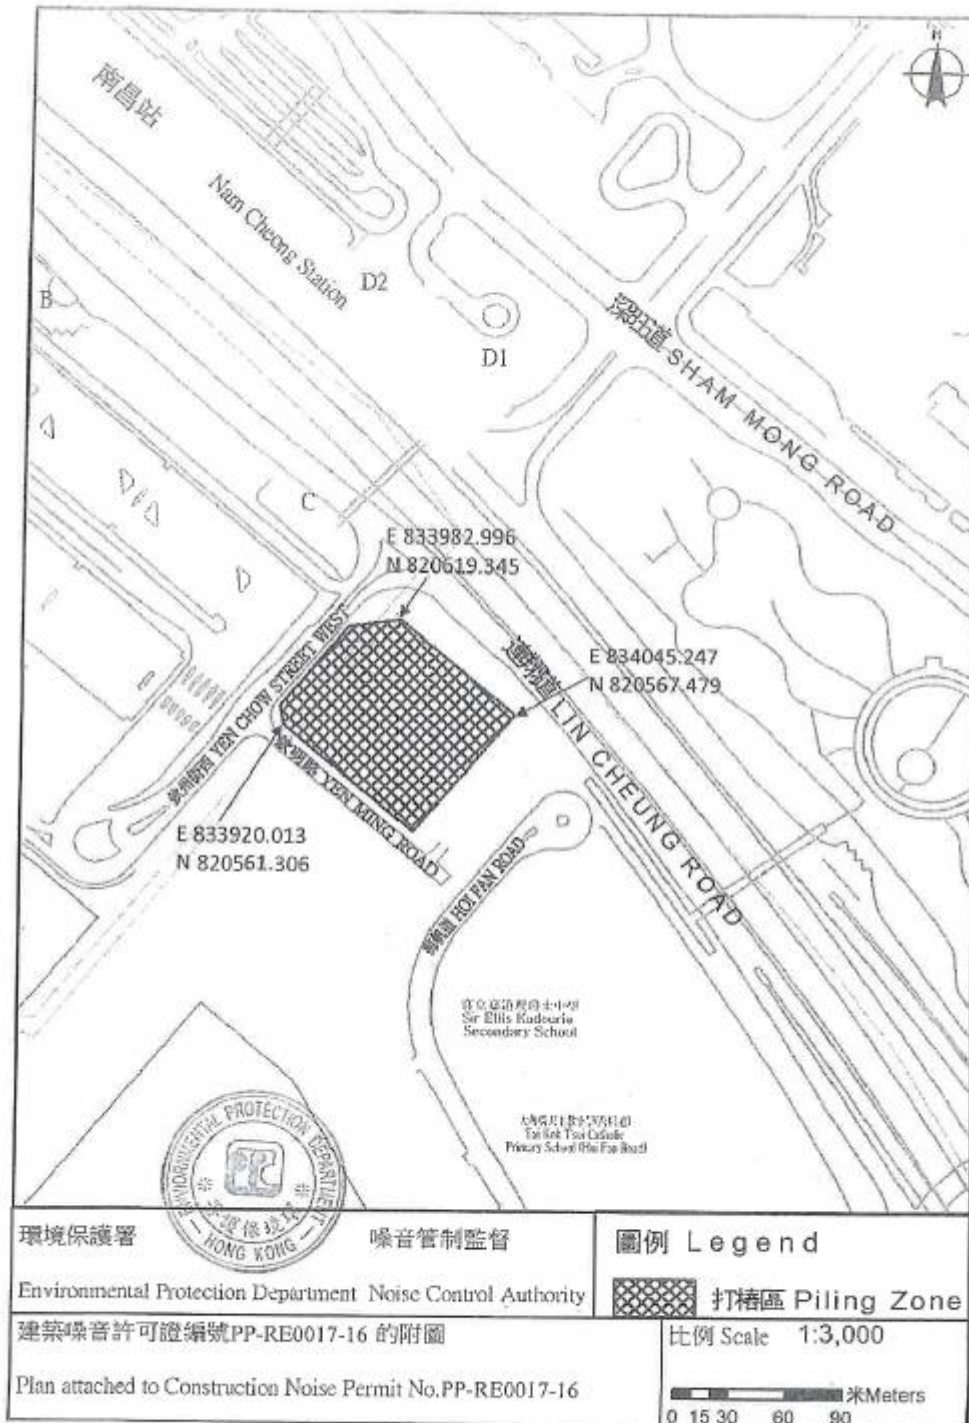 N
南昌站
Nam Cheong Station
D2
B
D1
深旺道 SHAM MONG ROAD
C
E 833982.996
N 820619.345
E 834045.247
N 820567.479
連翔道 LIN CHEUNG ROAD
欽州街西 YEN CHOW STREET WEST
欽明路 YEN MING ROAD
E 833920.013
N 820561.306
海帆道 HOI FAN ROAD
Sir Ellis Kadoorie
Secondary School
Tai Kok Tsui Catholic
Primary School (Hoi Fan Road)
ENVIRONMENTAL PROTECTION DEPARTMENT
環境保護署
HONG KONG
環境保護署 噪音管制監督
Environmental Protection Department Noise Control Authority
圖例 Legend
打樁區 Piling Zone
建築噪音許可證編號PP-RE0017-16 的附圖
Plan attached to Construction Noise Permit No.PP-RE0017-16
比例 Scale 1:3,000
米Meters
0 15 30 60 90